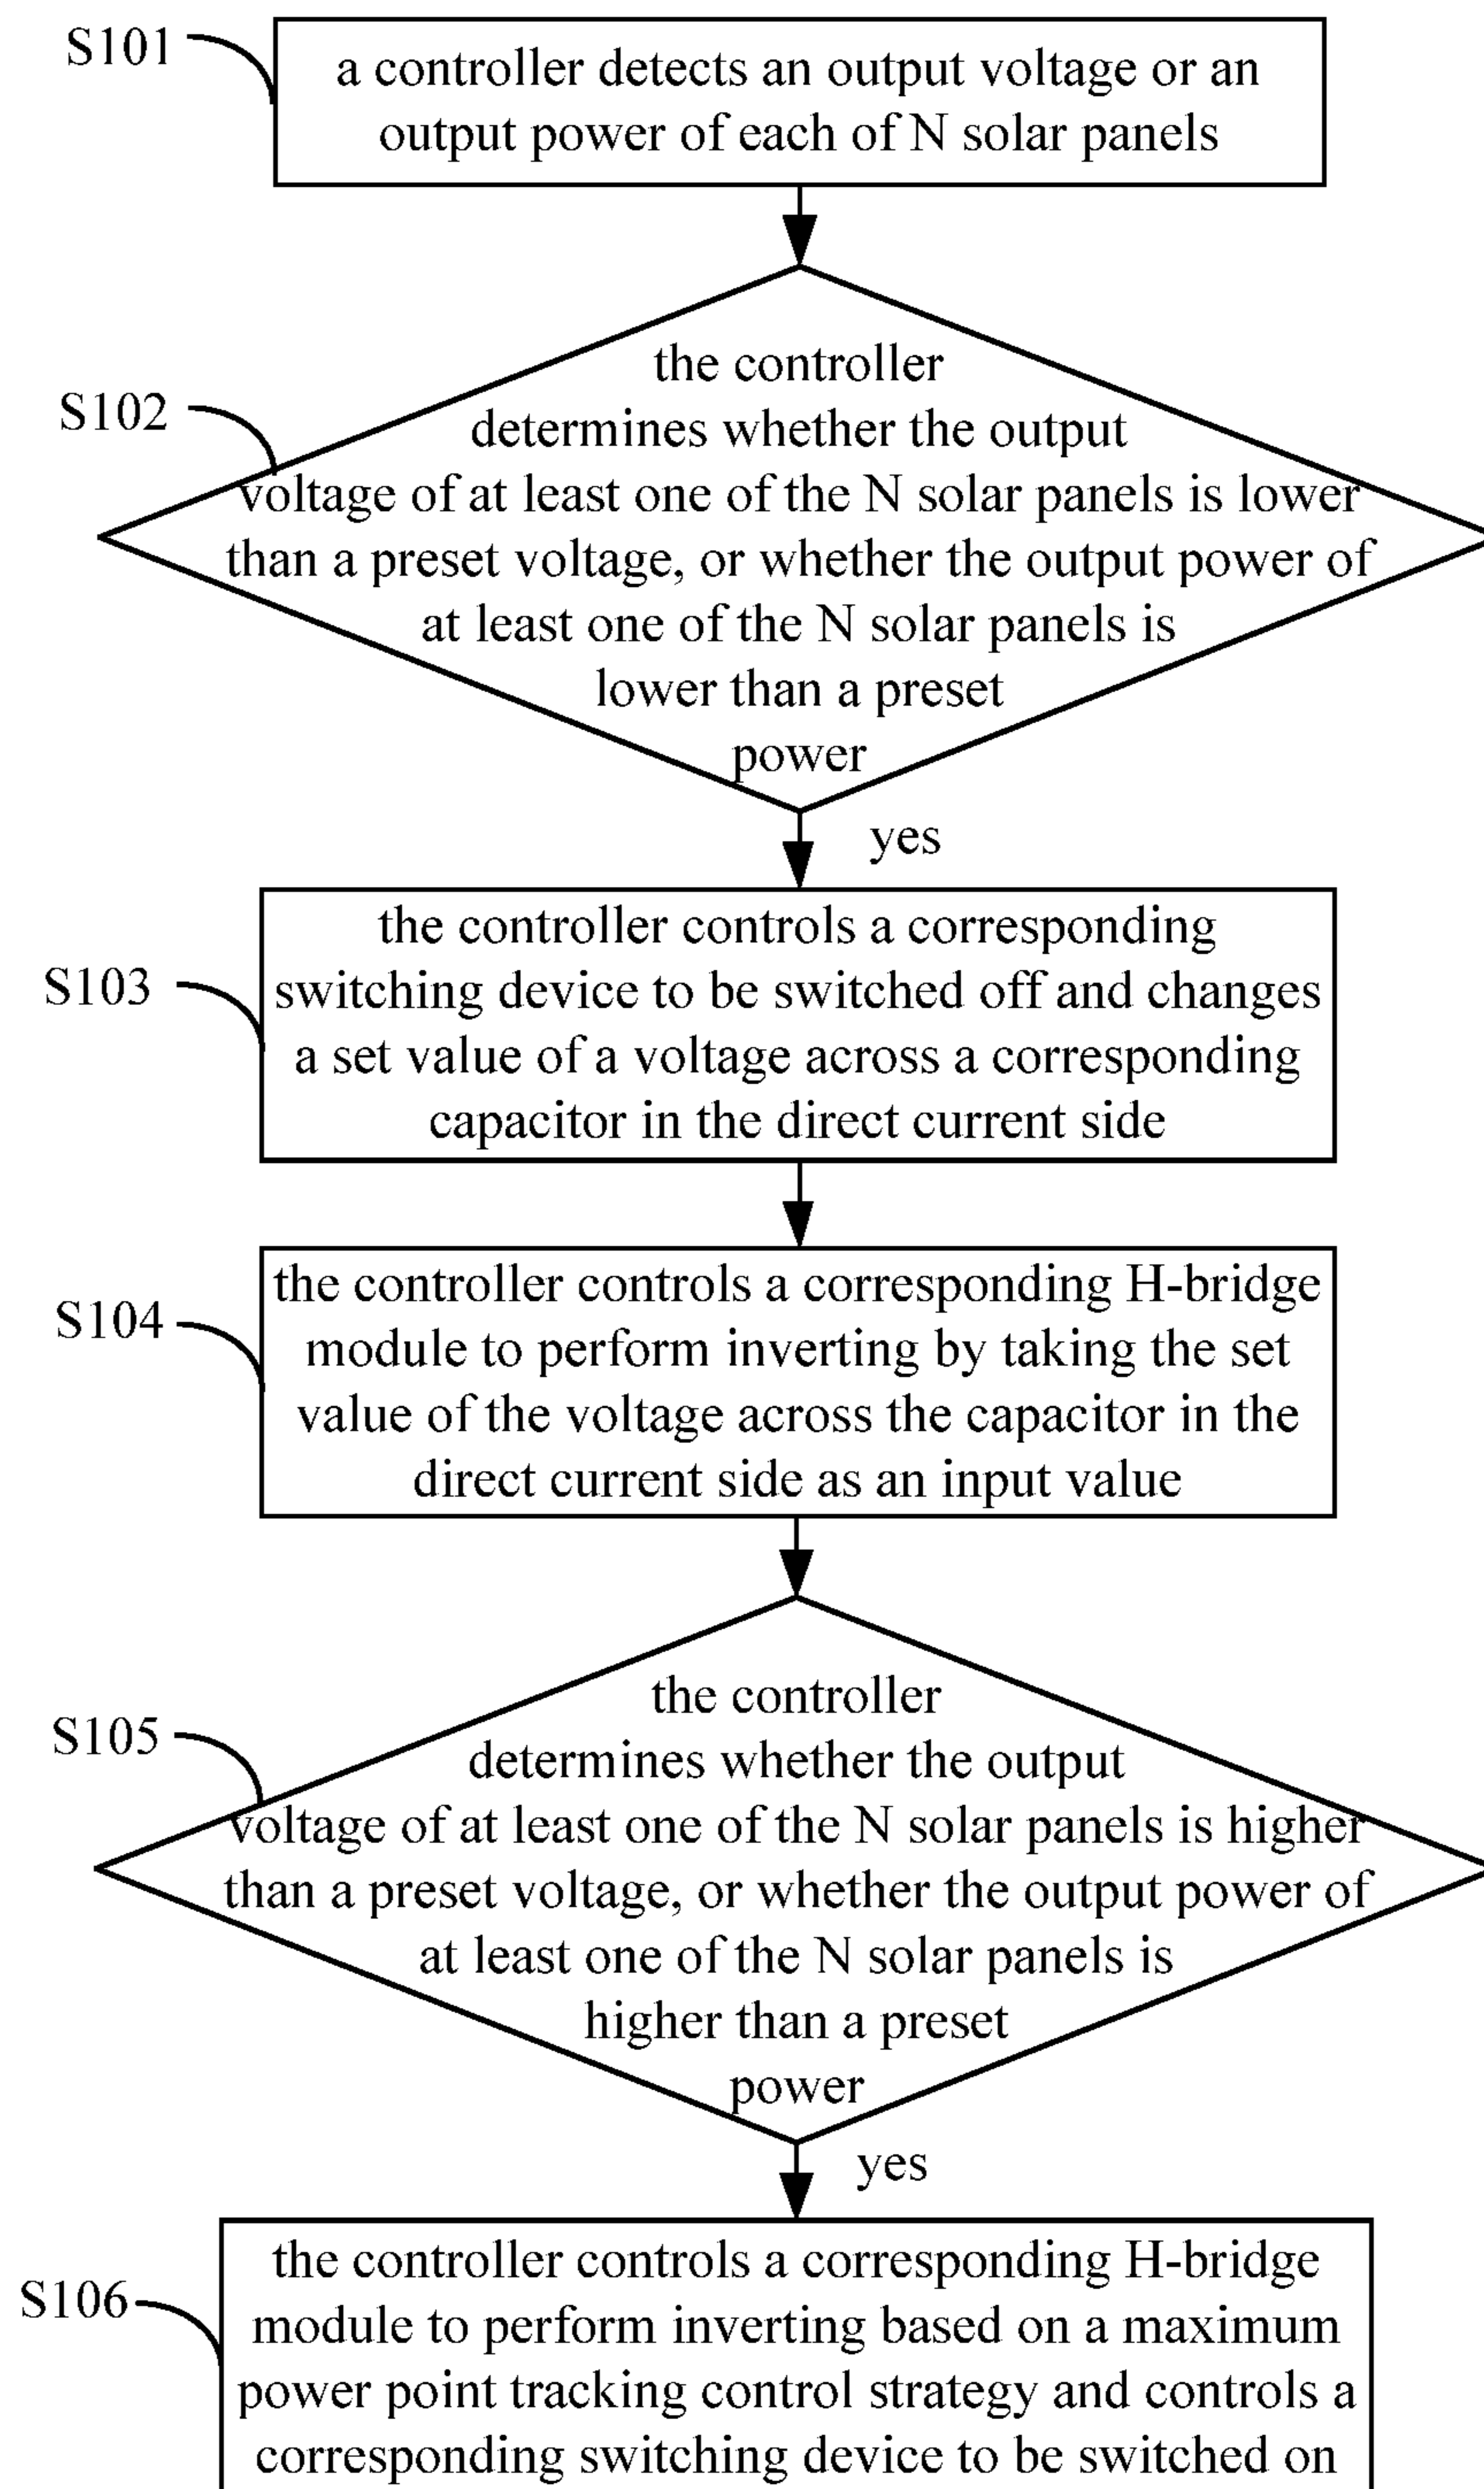 S101
a controller detects an output voltage or an
output power of each of N solar panels
S102
the controller
determines whether the output
voltage of at least one of the N solar panels is lower
than a preset voltage, or whether the output power of
at least one of the N solar panels is
lower than a preset
power
yes
S103
the controller controls a corresponding
switching device to be switched off and changes
a set value of a voltage across a corresponding
capacitor in the direct current side
S104
the controller controls a corresponding H-bridge
module to perform inverting by taking the set
value of the voltage across the capacitor in the
direct current side as an input value
S105
the controller
determines whether the output
voltage of at least one of the N solar panels is higher
than a preset voltage, or whether the output power of
at least one of the N solar panels is
higher than a preset
power
yes
S106
the controller controls a corresponding H-bridge
module to perform inverting based on a maximum
power point tracking control strategy and controls a
corresponding switching device to be switched on